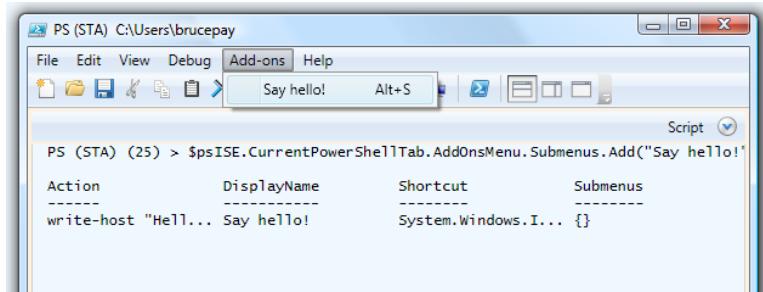 PS (STA) C:\Users\brucepay
File Edit View Debug Add-ons Help
Say hello! Alt+S
Script
PS (STA) (25) > $psISE.CurrentPowerShellTab.AddOnsMenu.Submenus.Add("Say hello!"
Action DisplayName Shortcut Submenus
------ ----------- -------- --------
write-host "Hell... Say hello! System.Windows.I... {}